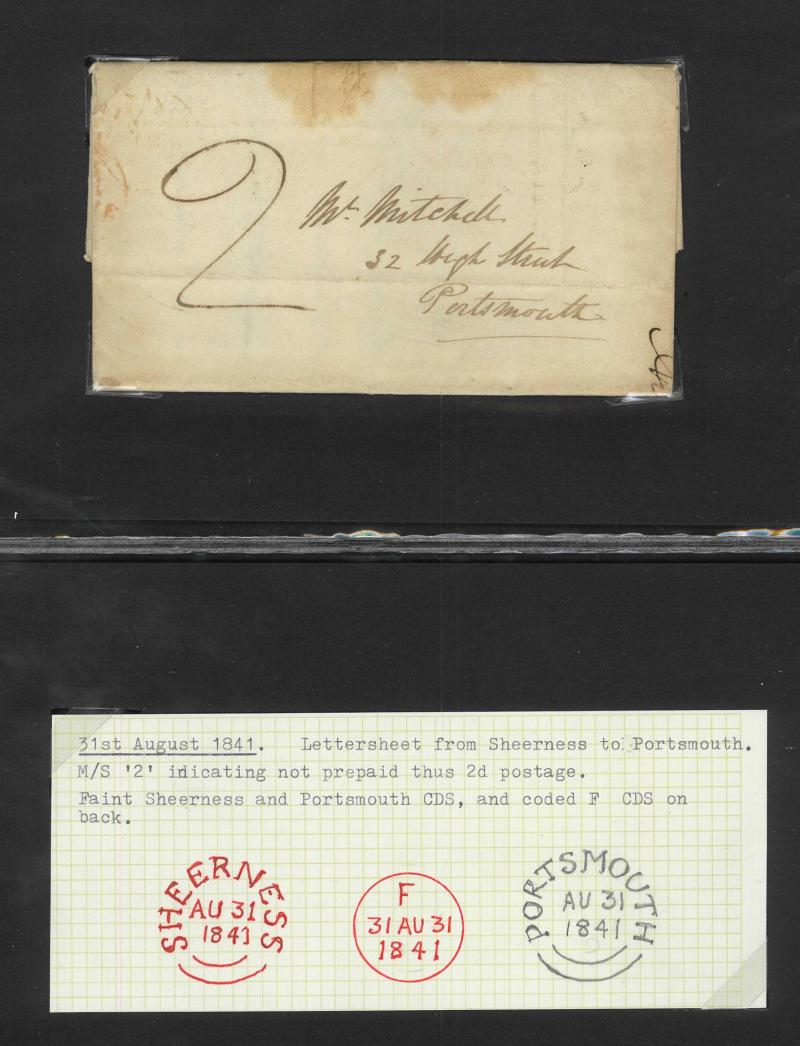 2
Mr. Mitchell
32 High Street
Portsmouth
31st August 1841. Lettersheet from Sheerness to Portsmouth.
M/S '2' idicating not prepaid thus 2d postage.
Faint Sheerness and Portsmouth CDS, and coded F CDS on
back.
SHEERNESS
AU 31
1841
F
31 AU 31
1841
PORTSMOUTH
AU 31
1841